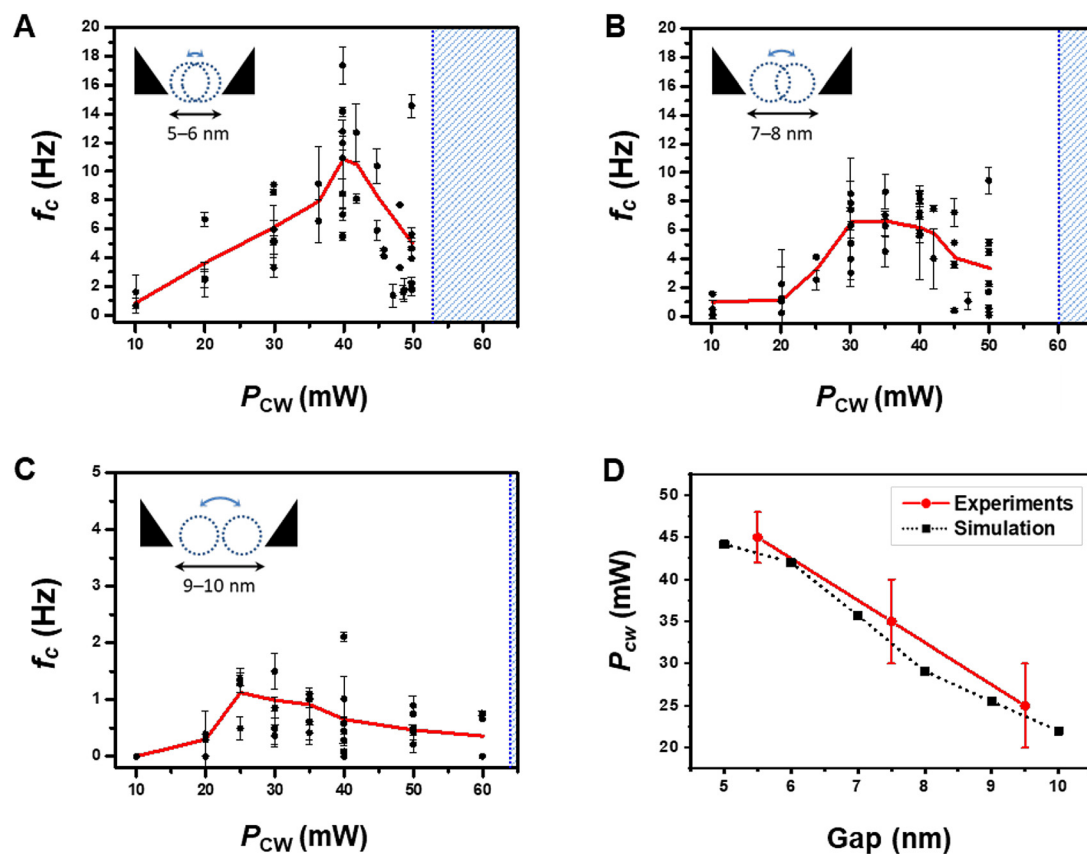 A
20
18
16
14
12
10
8
6
4
2
0
f_C (Hz)
5–6 nm
10 20 30 40 50 60
P_CW (mW)
B
20
18
16
14
12
10
8
6
4
2
0
f_C (Hz)
7–8 nm
10 20 30 40 50 60
P_CW (mW)
C
5
4
3
2
1
0
f_C (Hz)
9–10 nm
10 20 30 40 50 60
P_CW (mW)
D
50
45
40
35
30
25
20
P_cw (mW)
Experiments
Simulation
5 6 7 8 9 10
Gap (nm)